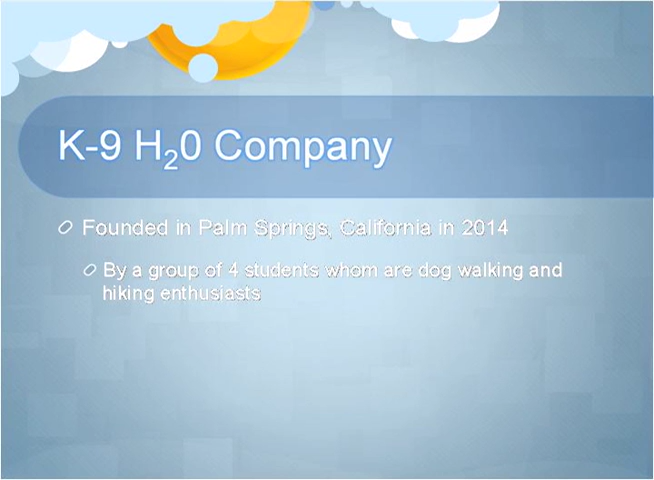 K-9 H₂0 Company
Founded in Palm Springs, California in 2014
By a group of 4 students whom are dog walking and
hiking enthusiasts